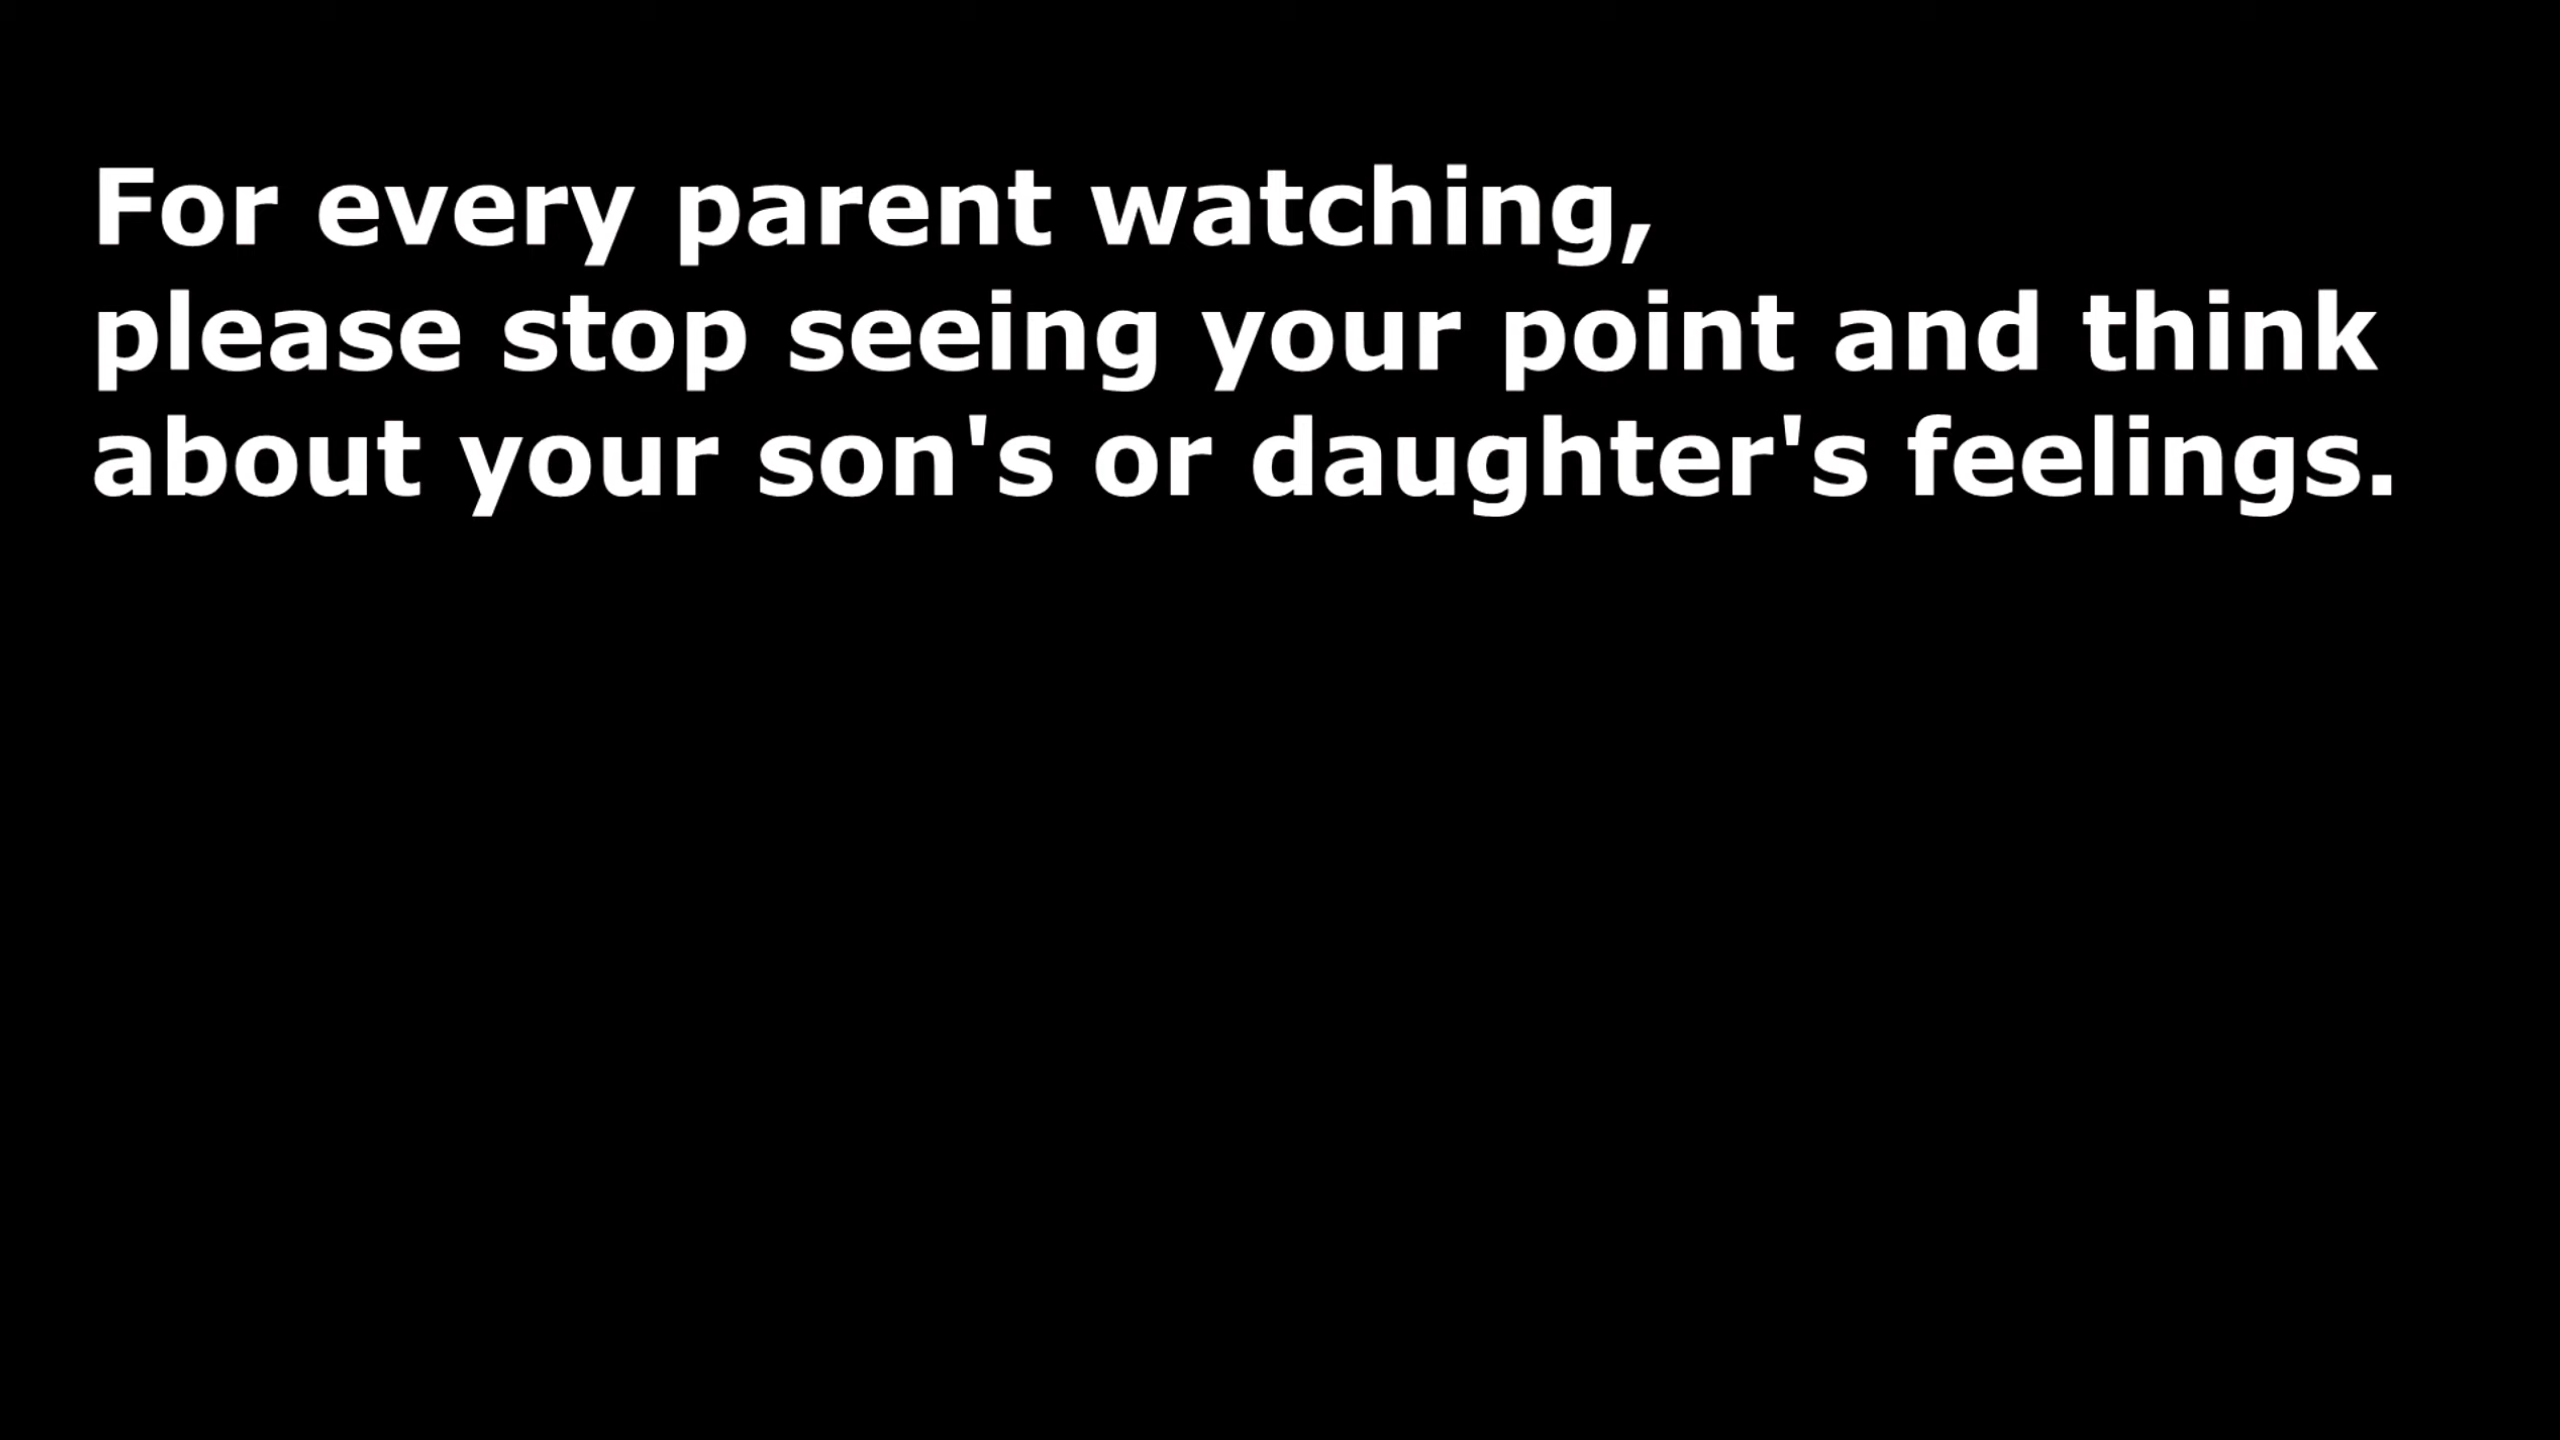 For every parent watching,
please stop seeing your point and think
about your son's or daughter's feelings.